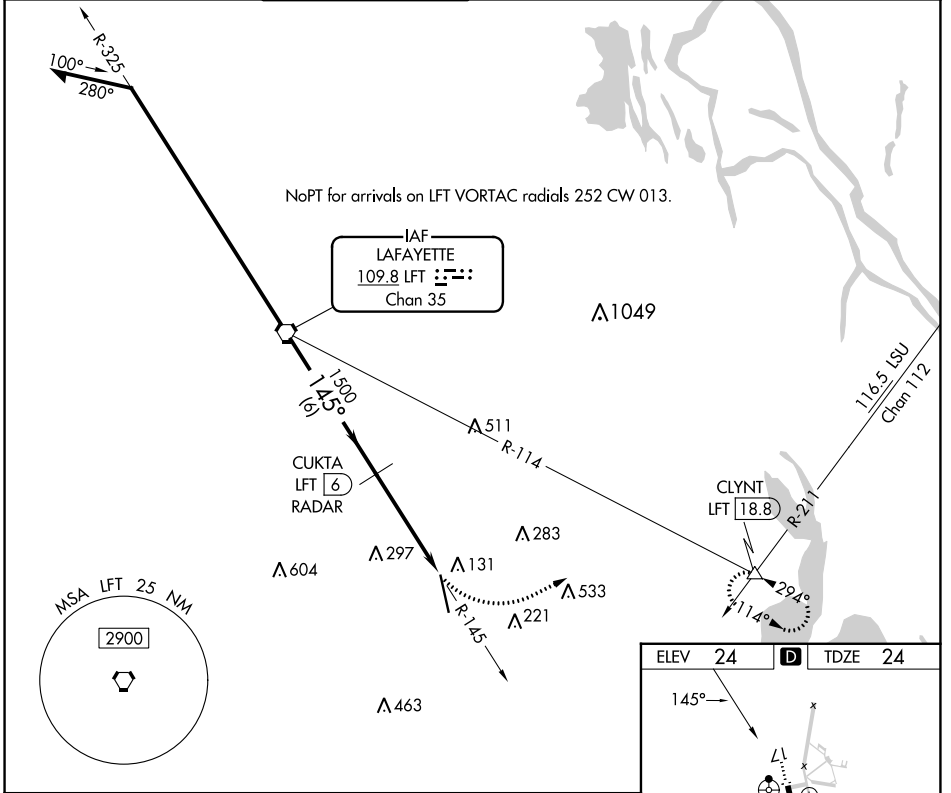 R-325
100°
280°
NoPT for arrivals on LFT VORTAC radials 252 CW 013.
IAF
LAFAYETTE
109.8 LFT
Chan 35
1049
116.5 LSU
Chan 112
1500
145°
(6)
511
R-114
CUKTA
LFT 6
RADAR
CLYNT
LFT 18.8
R-211
283
297
131
604
533
221
294°
114°
R-145
MSA LFT 25 NM
2900
463
ELEV 24 D TDZE 24
145°
17